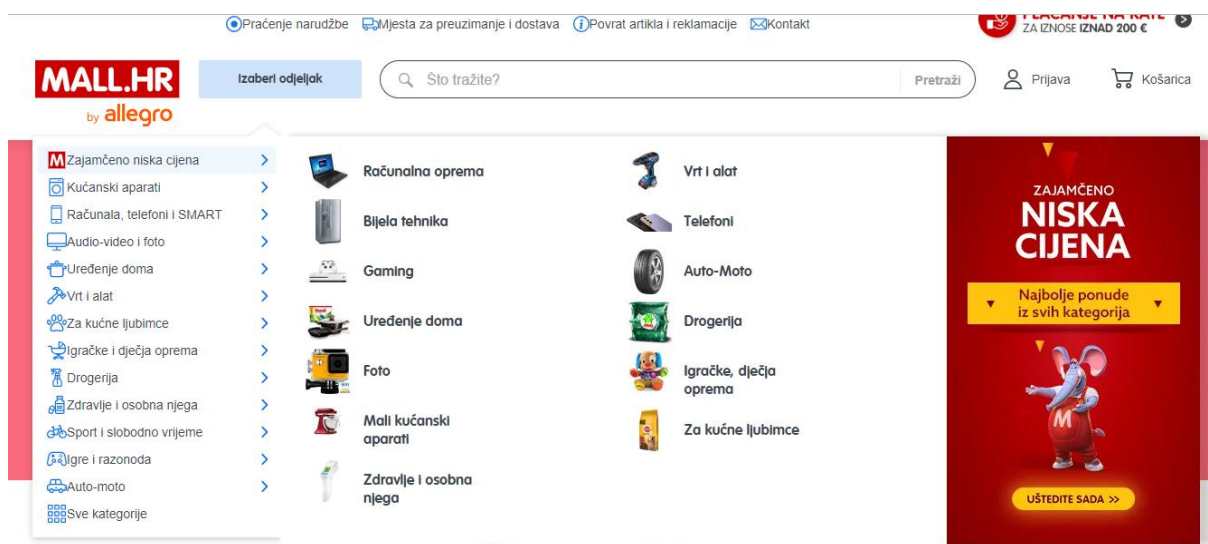 Praćenje narudžbe Mjesta za preuzimanje i dostava Povrat artikla i reklamacije Kontakt
PLAĆANJE NA RATE
ZA IZNOSE IZNAD 200 €
MALL.HR
by allegro
Izaberi odjeljak
Što tražite?
Pretraži
Prijava
Košarica
Zajamčeno niska cijena
Kućanski aparati
Računala, telefoni i SMART
Audio-video i foto
Uređenje doma
Vrt i alat
Za kućne ljubimce
Igračke i dječja oprema
Drogerija
Zdravlje i osobna njega
Sport i slobodno vrijeme
Igre i razonoda
Auto-moto
Sve kategorije
Računalna oprema
Bijela tehnika
Gaming
Uređenje doma
Foto
Mali kućanski
aparati
Zdravlje i osobna
njega
Vrt i alat
Telefoni
Auto-Moto
Drogerija
Igračke, dječja
oprema
Za kućne ljubimce
ZAJAMČENO
NISKA
CIJENA
Najbolje ponude
iz svih kategorija
M
UŠTEDITE SADA >>